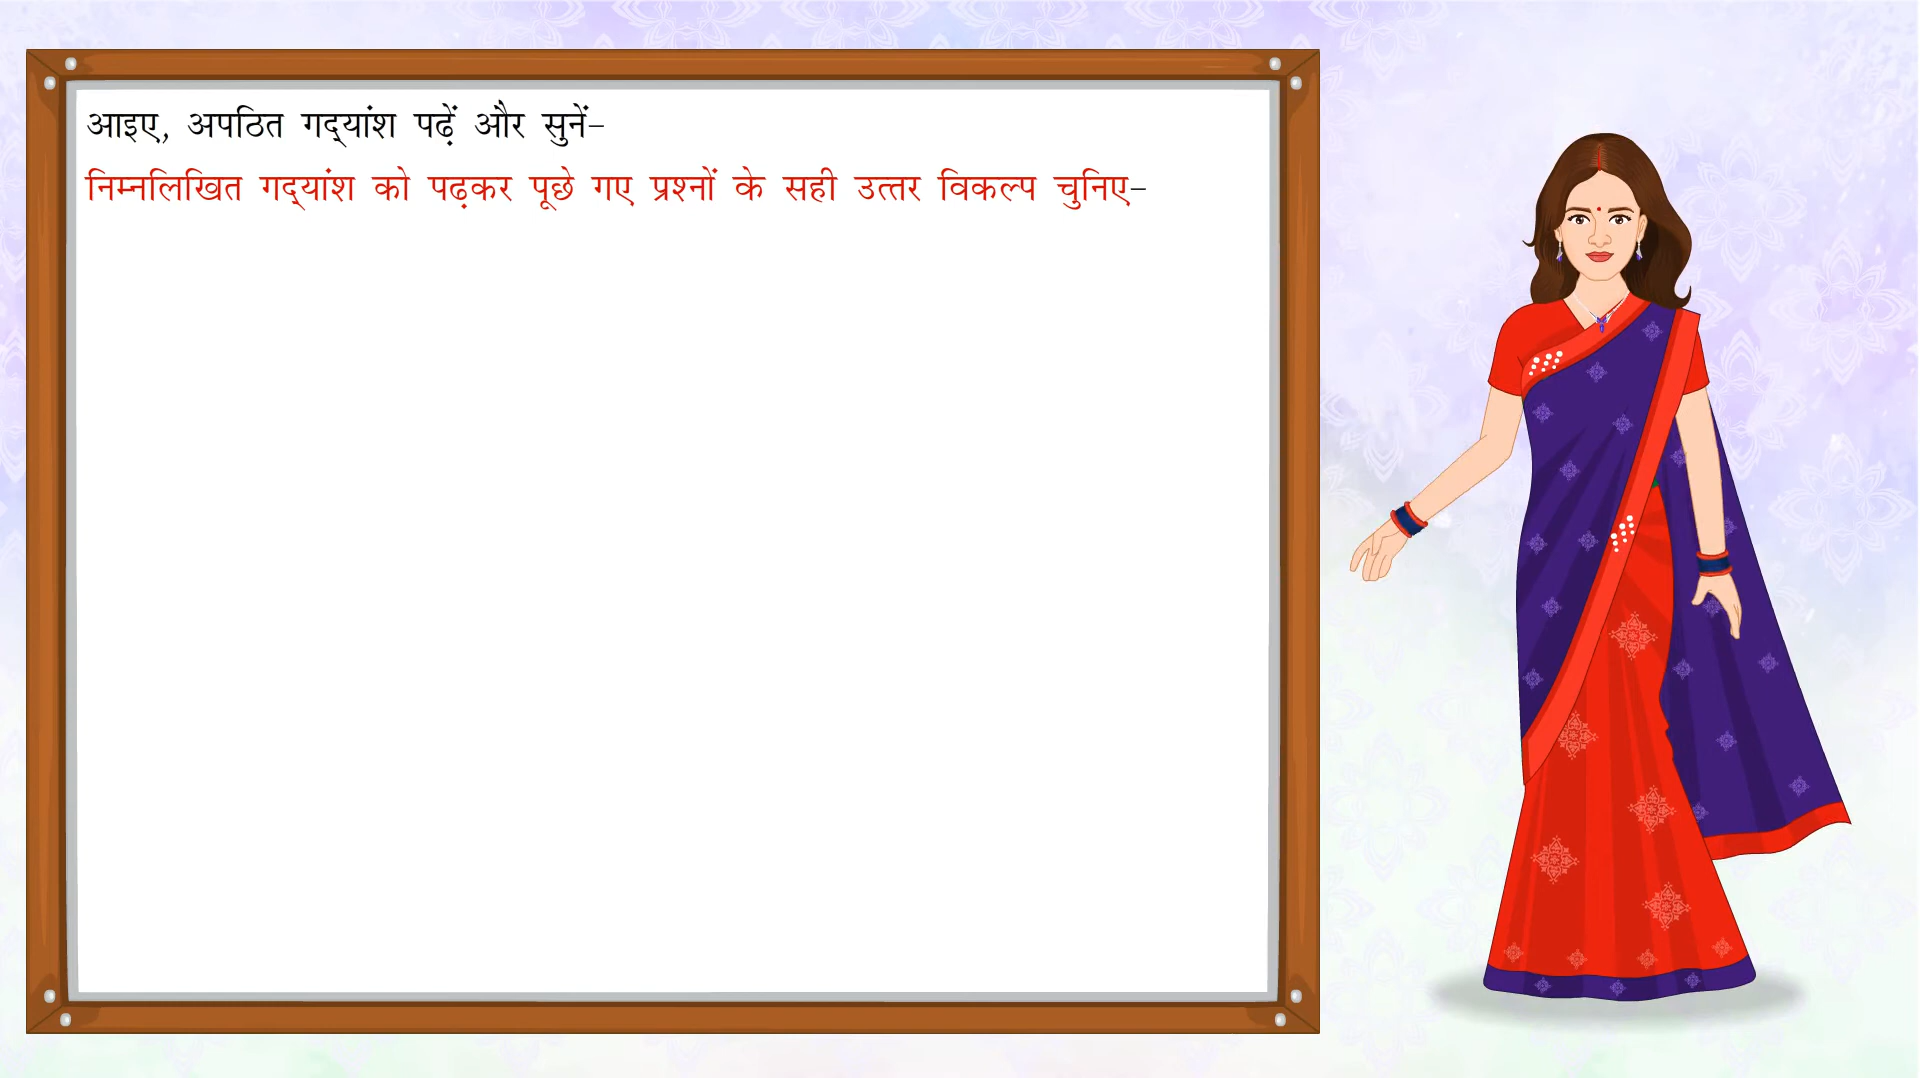 आइए, अपठित गद्‌यांश पढ़ें और सुनें–
निम्नलिखित गद्‌यांश को पढ़कर पूछे गए प्रश्नों के सही उत्तर विकल्प चुनिए–